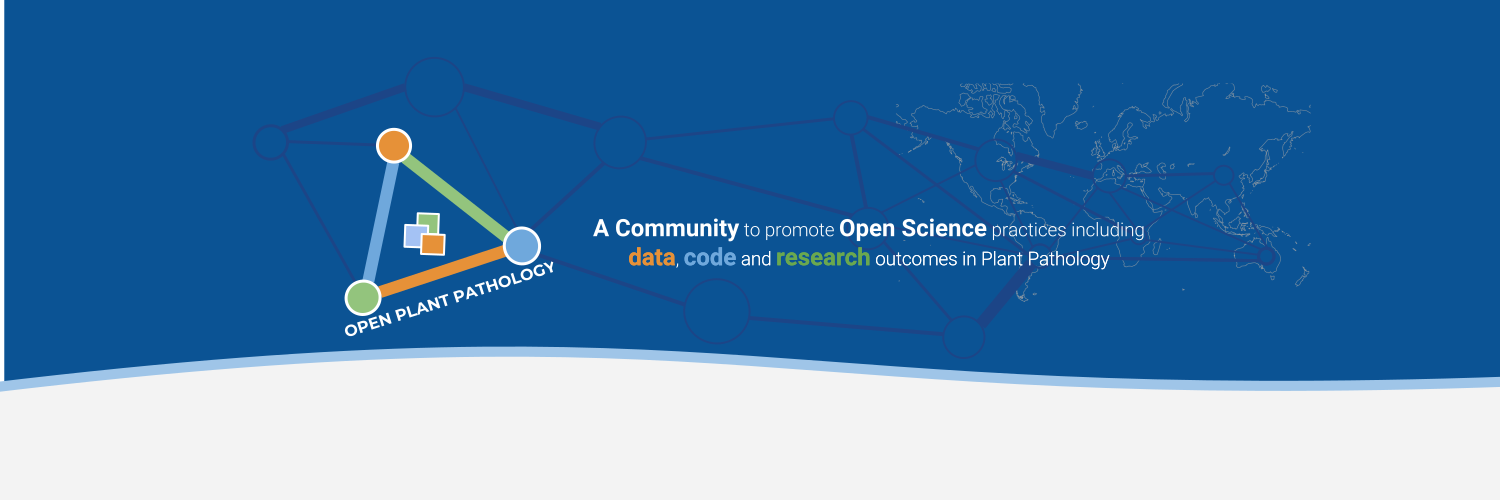 A Community to promote Open Science practices including
data, code and research outcomes in Plant Pathology
OPEN PLANT PATHOLOGY